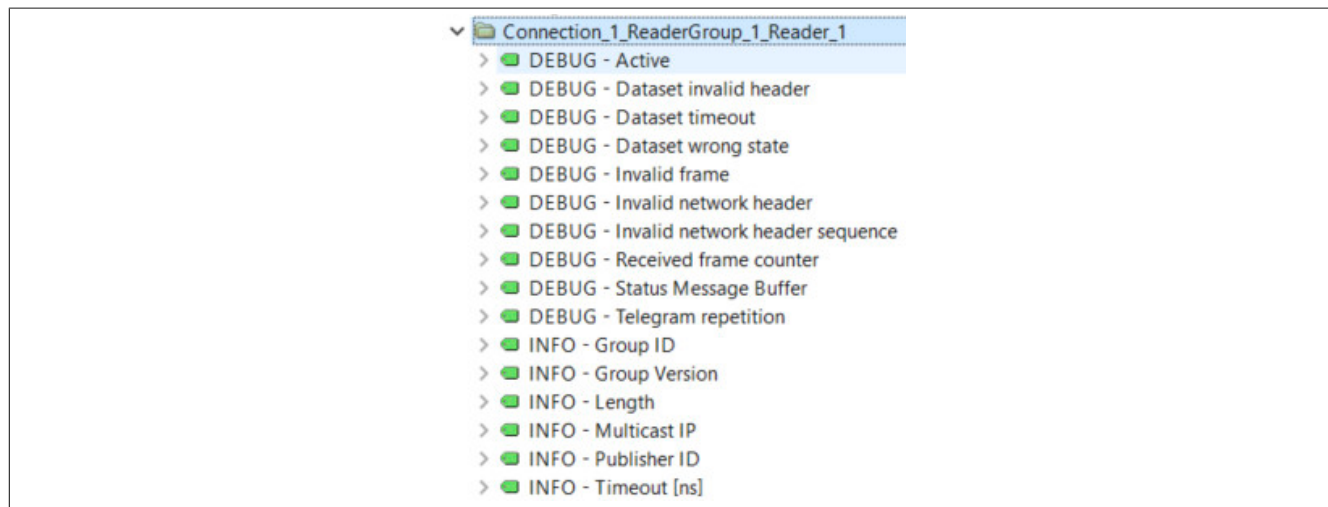 Connection_1_ReaderGroup_1_Reader_1
DEBUG - Active
DEBUG - Dataset invalid header
DEBUG - Dataset timeout
DEBUG - Dataset wrong state
DEBUG - Invalid frame
DEBUG - Invalid network header
DEBUG - Invalid network header sequence
DEBUG - Received frame counter
DEBUG - Status Message Buffer
DEBUG - Telegram repetition
INFO - Group ID
INFO - Group Version
INFO - Length
INFO - Multicast IP
INFO - Publisher ID
INFO - Timeout [ns]